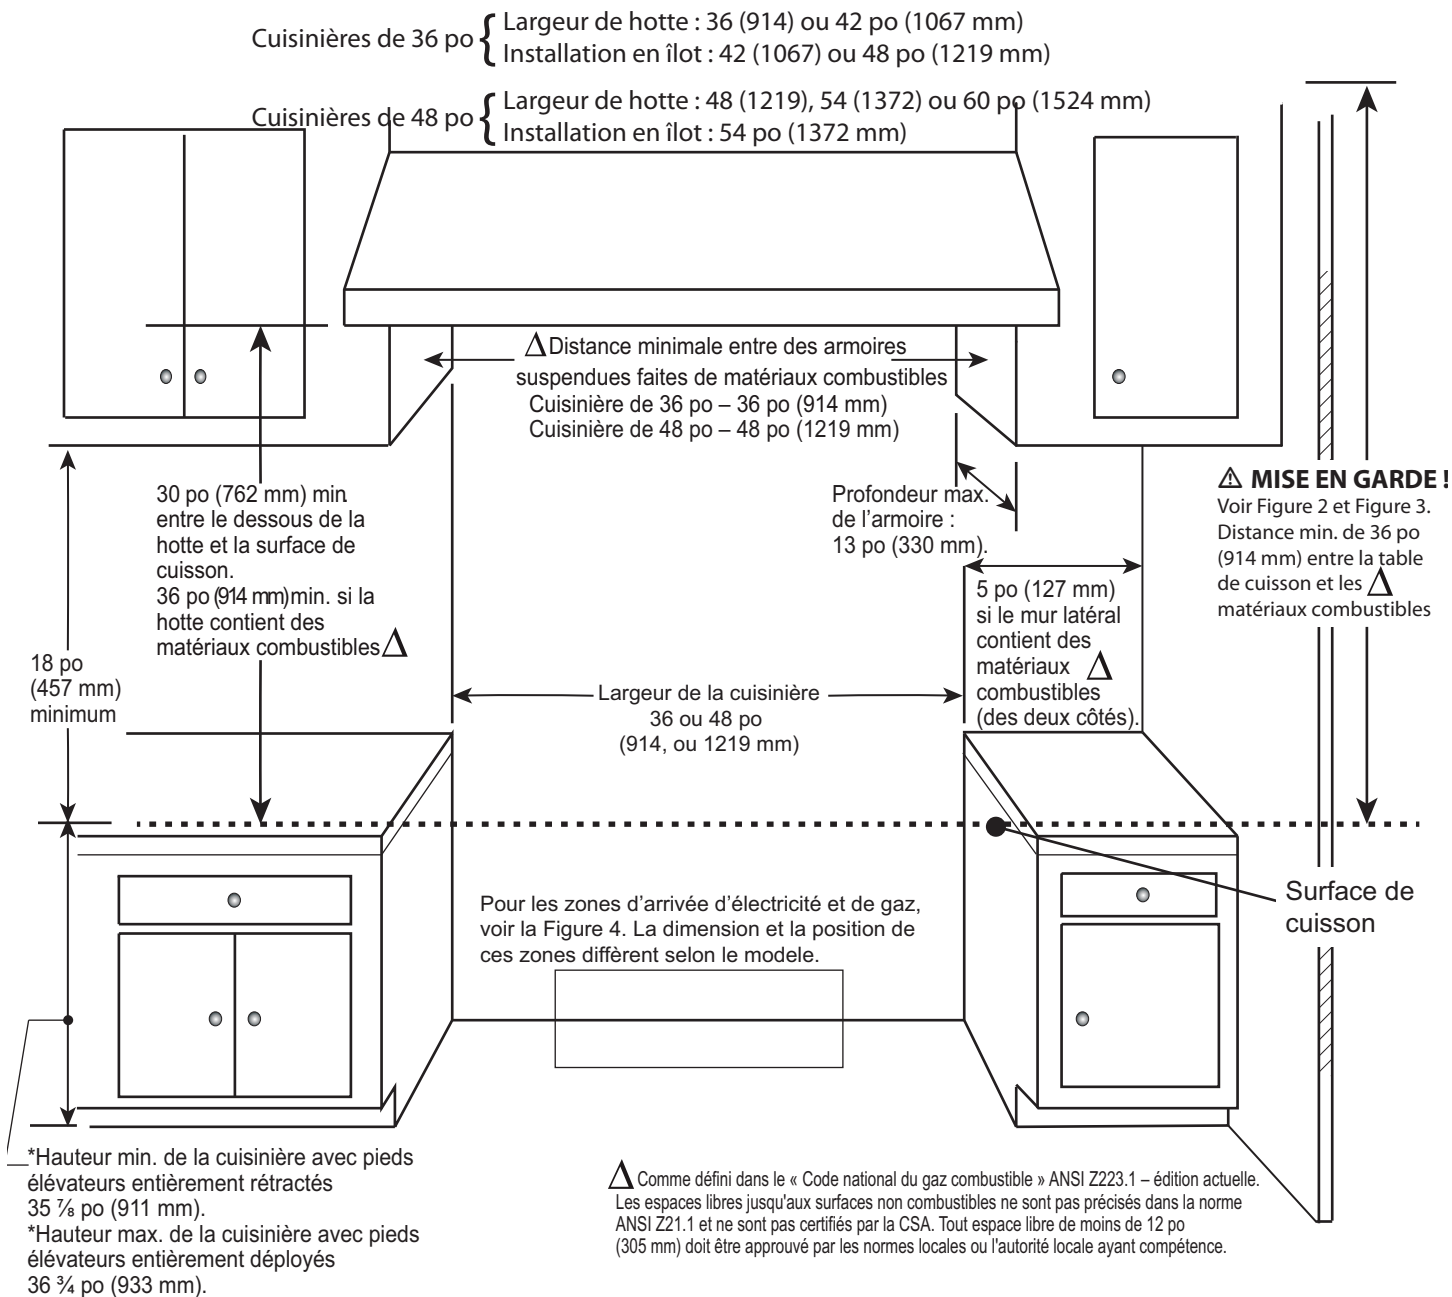 Cuisinières de 36 po { Largeur de hotte : 36 (914) ou 42 po (1067 mm)
Installation en îlot : 42 (1067) ou 48 po (1219 mm)
Cuisinières de 48 po { Largeur de hotte : 48 (1219), 54 (1372) ou 60 po (1524 mm)
Installation en îlot : 54 po (1372 mm)
Δ Distance minimale entre des armoires
suspendues faites de matériaux combustibles
Cuisinière de 36 po – 36 po (914 mm)
Cuisinière de 48 po – 48 po (1219 mm)
30 po (762 mm) min.
entre le dessous de la
hotte et la surface de
cuisson.
36 po (914 mm) min. si la
hotte contient des
matériaux combustibles Δ
Profondeur max.
de l'armoire :
13 po (330 mm).
⚠ MISE EN GARDE !
Voir Figure 2 et Figure 3.
Distance min. de 36 po
(914 mm) entre la table
de cuisson et les Δ
matériaux combustibles
5 po (127 mm)
si le mur latéral
contient des
matériaux Δ
combustibles
(des deux côtés).
18 po
(457 mm)
minimum
Largeur de la cuisinière
36 ou 48 po
(914, ou 1219 mm)
Surface de
cuisson
Pour les zones d'arrivée d'électricité et de gaz,
voir la Figure 4. La dimension et la position de
ces zones diffèrent selon le modele.
*Hauteur min. de la cuisinière avec pieds
élévateurs entièrement rétractés
35 ⅞ po (911 mm).
*Hauteur max. de la cuisinière avec pieds
élévateurs entièrement déployés
36 ¾ po (933 mm).
Δ Comme défini dans le « Code national du gaz combustible » ANSI Z223.1 – édition actuelle.
Les espaces libres jusqu'aux surfaces non combustibles ne sont pas précisés dans la norme
ANSI Z21.1 et ne sont pas certifiés par la CSA. Tout espace libre de moins de 12 po
(305 mm) doit être approuvé par les normes locales ou l'autorité locale ayant compétence.